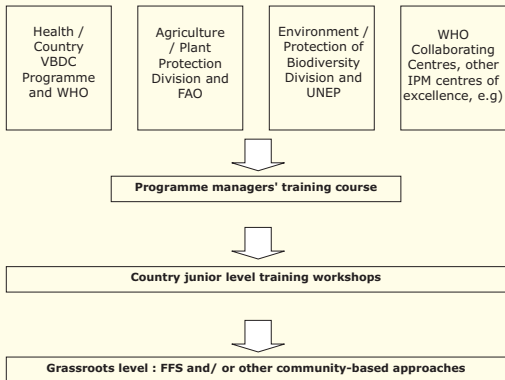 Health /
Country
VBDC
Programme
and WHO
Agriculture
/ Plant
Protection
Division and
FAO
Environment /
Protection of
Biodiversity
Division and
UNEP
WHO
Collaborating
Centres, other
IPM centres of
excellence, e.g)
Programme managers' training course
Country junior level training workshops
Grassroots level : FFS and/ or other community-based approaches